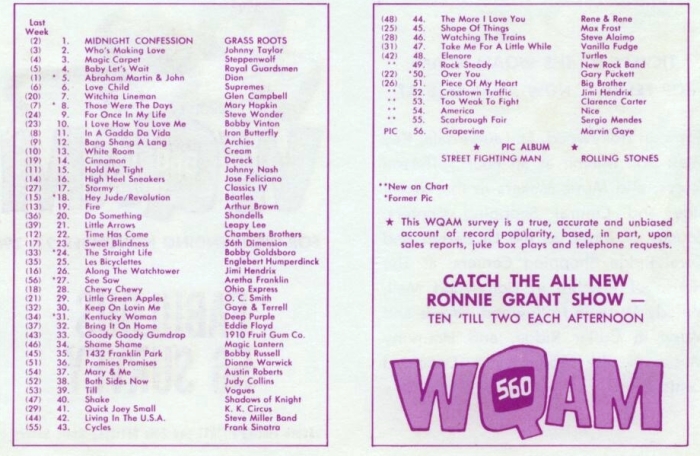 Last
Week
(2) 1. MIDNIGHT CONFESSION GRASS ROOTS
(3) 2. Who's Making Love Johnny Taylor
(4) 3. Magic Carpet Steppenwolf
(5) 4. Baby Let's Wait Royal Guardsmen
(1) * 5. Abraham Martin & John Dion
(6) 6. Love Child Supremes
(20) 7. Witchita Lineman Glen Campbell
(7) * 8. Those Were The Days Mary Hopkin
(24) 9. For Once In My Life Steve Wonder
(23) 10. I Love How You Love Me Bobby Vinton
(8) 11. In A Godda Da Vida Iron Butterfly
(9) 12. Bang Shang A Lang Archies
(10) 13. White Room Cream
(19) 14. Cinnamon Dereck
(11) 15. Hold Me Tight Johnny Nash
(14) 16. High Heel Sneakers Jose Feliciano
(27) 17. Stormy Classics IV
(15) *18. Hey Jude/Revolution Beatles
(13) 19. Fire Arthur Brown
(36) 20. Do Something Shondells
(39) 21. Little Arrows Leapy Lee
(12) 22. Time Has Come Chambers Brothers
(17) 23. Sweet Blindness 56th Dimension
(33) *24. The Straight Life Bobby Goldsboro
(35) 25. Les Bicyclettes Englebert Humperdinck
(16) 26. Along The Watchtower Jimi Hendrix
(56) *27. See Saw Aretha Franklin
(18) 28. Chewy Chewy Ohio Express
(21) 29. Little Green Apples O. C. Smith
(32) 30. Keep On Lovin Me Gaye & Terrell
(34) *31. Kentucky Woman Deep Purple
(37) 32. Bring It On Home Eddie Floyd
(43) 33. Goody Goody Gumdrop 1910 Fruit Gum Co.
(46) 34. Shame Shame Magic Lantern
(45) 35. 1432 Franklin Park Bobby Russell
(51) 36. Promises Promises Dionne Warwick
(54) 37. Mary & Me Austin Roberts
(52) 38. Both Sides Now Judy Collins
(53) 39. Till Vogues
(47) 40. Shake Shadows of Knight
(29) 41. Quick Joey Small K. K. Circus
(44) 42. Living In The U.S.A. Steve Miller Band
(55) 43. Cycles Frank Sinatra
(48) 44. The More I Love You Rene & Rene
(25) 45. Shape Of Things Max Frost
(28) 46. Watching The Trains Steve Alaimo
(31) 47. Take Me For A Little While Vanilla Fudge
(42) 48. Elenore Turtles
** 49. Rock Steady New Rock Band
(22) *50. Over You Gary Puckett
(26) 51. Piece Of My Heart Big Brother
** 52. Crosstown Traffic Jimi Hendrix
** 53. Too Weak To Fight Clarence Carter
** 54. America Nice
** 55. Scarbrough Fair Sergio Mendes
PIC 56. Grapevine Marvin Gaye
★ PIC ALBUM ★
STREET FIGHTING MAN ROLLING STONES
**New on Chart
*Former Pic
★ This WQAM survey is a true, accurate and unbiased
account of record popularity, based, in part, upon
sales reports, juke box plays and telephone requests.
CATCH THE ALL NEW
RONNIE GRANT SHOW —
TEN 'TILL TWO EACH AFTERNOON
WQAM
560